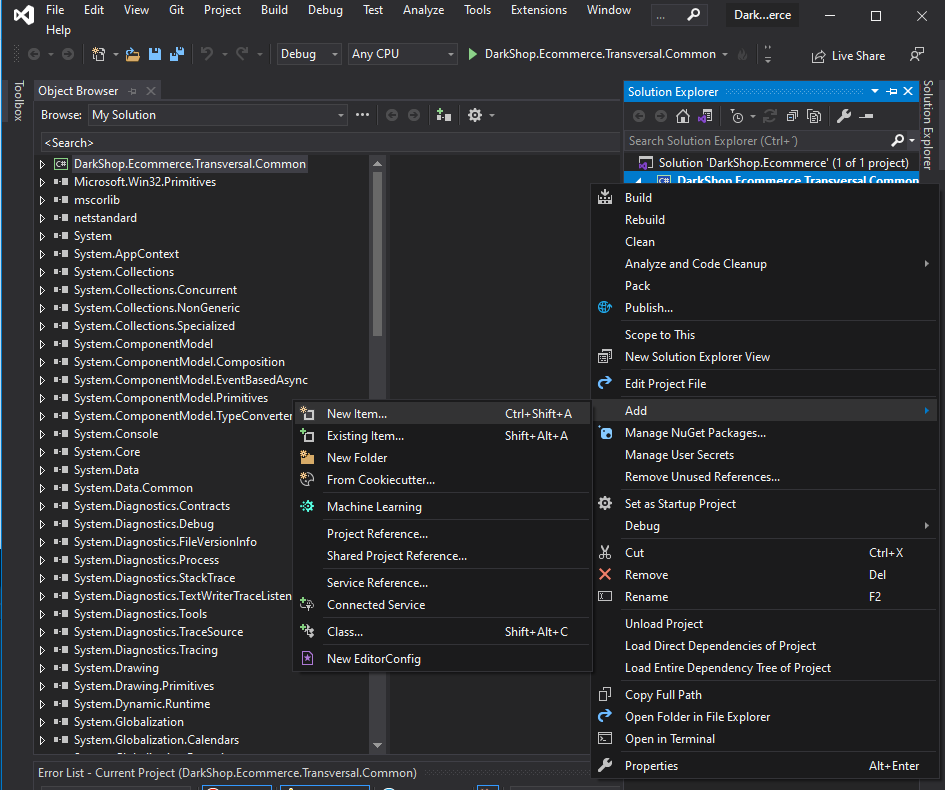 File Edit View Git Project Build Debug Test Analyze Tools Extensions Window ... Dark...erce
Help
Debug Any CPU DarkShop.Ecommerce.Transversal.Common Live Share
Toolbox
Object Browser
Browse: My Solution
<Search>
DarkShop.Ecommerce.Transversal.Common
Microsoft.Win32.Primitives
mscorlib
netstandard
System
System.AppContext
System.Collections
System.Collections.Concurrent
System.Collections.NonGeneric
System.Collections.Specialized
System.ComponentModel
System.ComponentModel.Composition
System.ComponentModel.EventBasedAsync
System.ComponentModel.Primitives
System.ComponentModel.TypeConverter
System.Console
System.Core
System.Data
System.Data.Common
System.Diagnostics.Contracts
System.Diagnostics.Debug
System.Diagnostics.FileVersionInfo
System.Diagnostics.Process
System.Diagnostics.StackTrace
System.Diagnostics.TextWriterTraceListen
System.Diagnostics.Tools
System.Diagnostics.TraceSource
System.Diagnostics.Tracing
System.Drawing
System.Drawing.Primitives
System.Dynamic.Runtime
System.Globalization
System.Globalization.Calendars
Error List - Current Project (DarkShop.Ecommerce.Transversal.Common)
New Item... Ctrl+Shift+A
Existing Item... Shift+Alt+A
New Folder
From Cookiecutter...
Machine Learning
Project Reference...
Shared Project Reference...
Service Reference...
Connected Service
Class... Shift+Alt+C
New EditorConfig
Solution Explorer
Search Solution Explorer (Ctrl+´)
Solution 'DarkShop.Ecommerce' (1 of 1 project)
DarkShop.Ecommerce.Transversal.Common
Solution Explorer
Build
Rebuild
Clean
Analyze and Code Cleanup
Pack
Publish...
Scope to This
New Solution Explorer View
Edit Project File
Add
Manage NuGet Packages...
Manage User Secrets
Remove Unused References...
Set as Startup Project
Debug
Cut Ctrl+X
Remove Del
Rename F2
Unload Project
Load Direct Dependencies of Project
Load Entire Dependency Tree of Project
Copy Full Path
Open Folder in File Explorer
Open in Terminal
Properties Alt+Enter